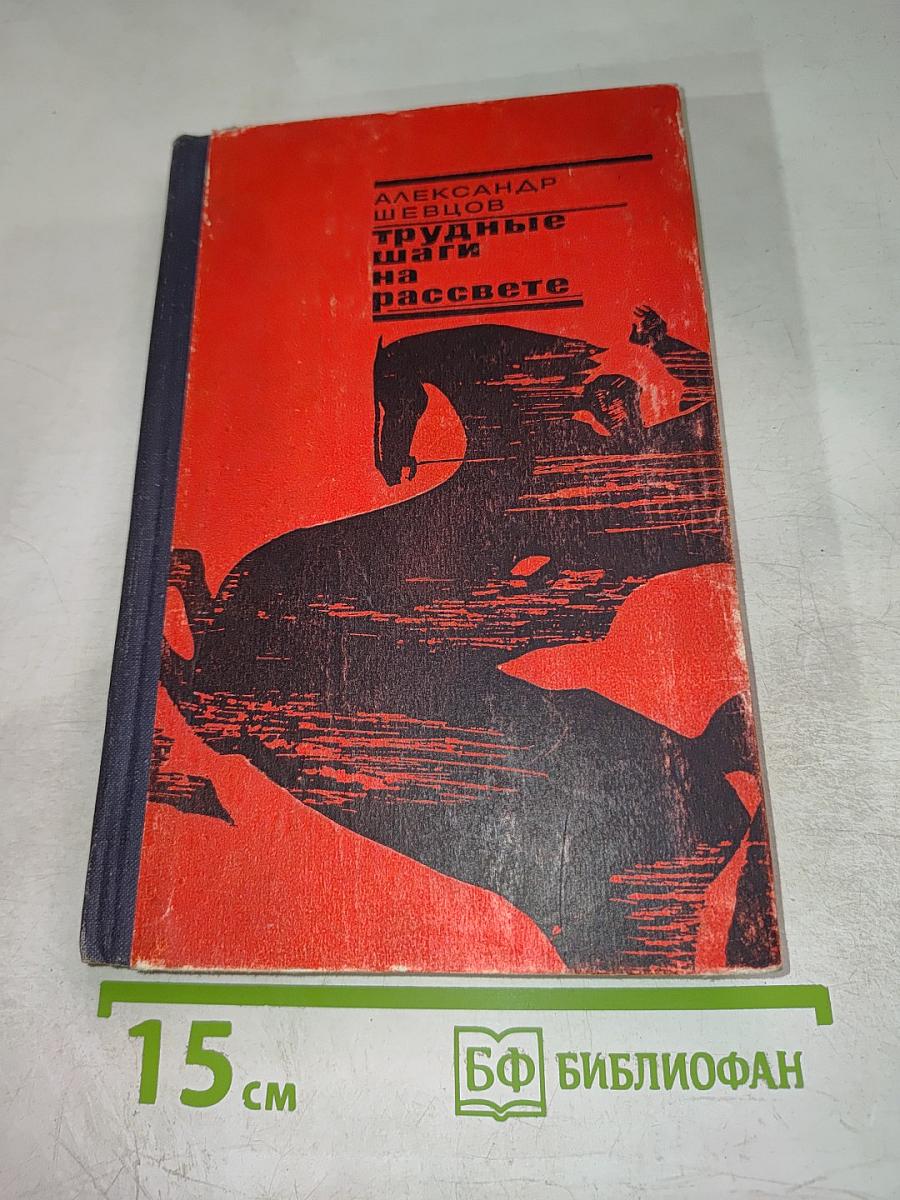 АЛЕКСАНДР
ШЕВЦОВ
трудные
шаги
на
рассвете
15 см
БФ БИБЛИОФАН